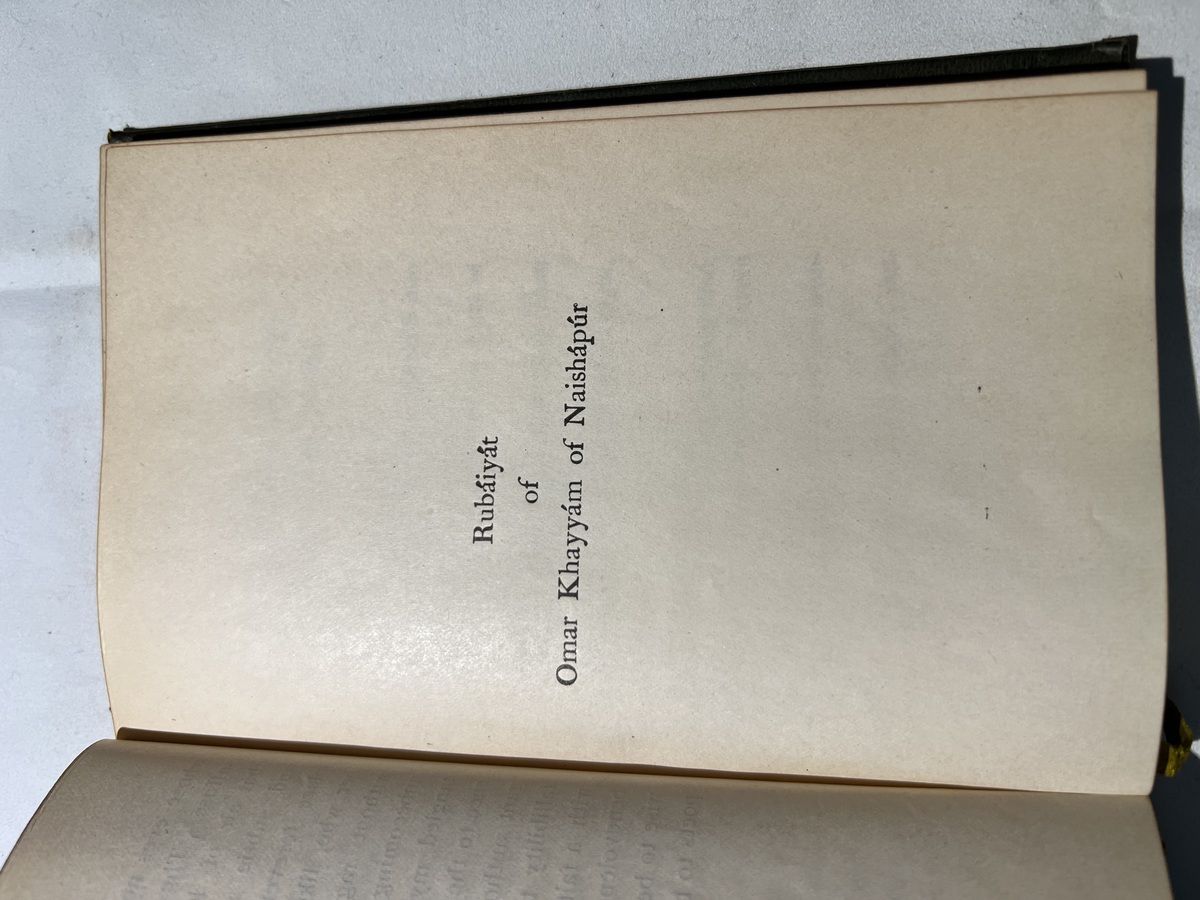 Rubáiyát
of
Omar Khayyám of Naishápúr